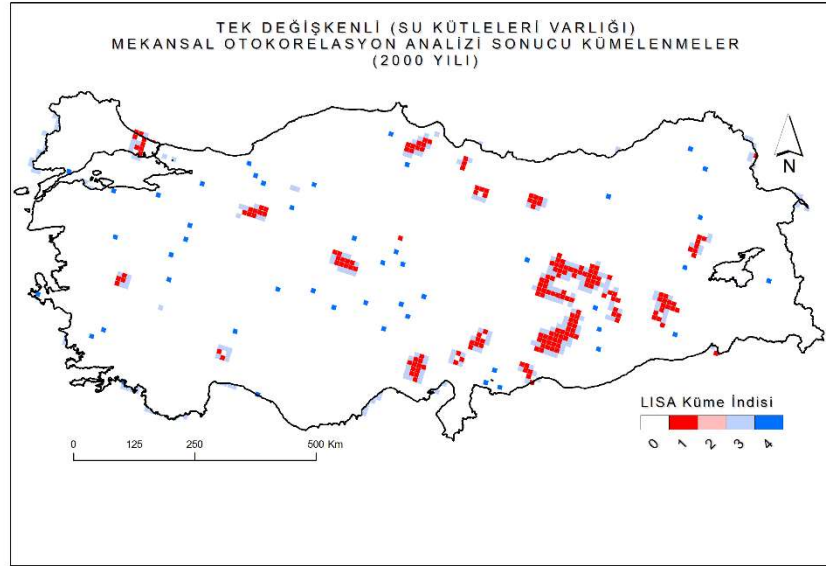 TEK DEĞİŞKENLİ (SU KÜTLELERİ VARLIĞI)
MEKANSAL OTOKORELASYON ANALİZİ SONUCU KÜMELENMELER
(2000 YILI)
N
LISA Küme İndisi
0 1 2 3 4
0 125 250 500 Km